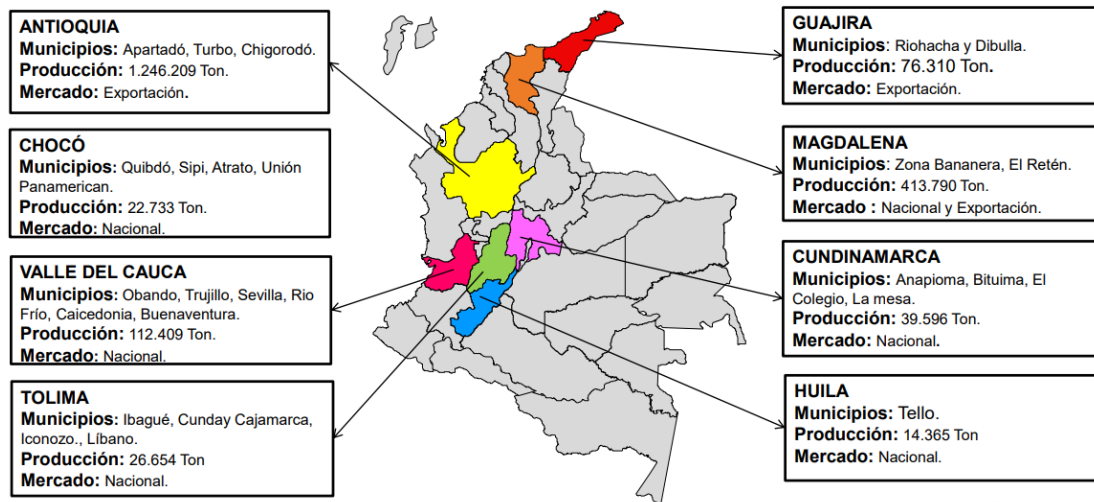 ANTIOQUIA
Municipios: Apartadó, Turbo, Chigorodó.
Producción: 1.246.209 Ton.
Mercado: Exportación.
CHOCÓ
Municipios: Quibdó, Sipi, Atrato, Unión
Panamerican.
Producción: 22.733 Ton.
Mercado: Nacional.
VALLE DEL CAUCA
Municipios: Obando, Trujillo, Sevilla, Rio
Frío, Caicedonia, Buenaventura.
Producción: 112.409 Ton.
Mercado: Nacional.
TOLIMA
Municipios: Ibagué, Cunday Cajamarca,
Iconozo., Líbano.
Producción: 26.654 Ton
Mercado: Nacional.
GUAJIRA
Municipios: Riohacha y Dibulla.
Producción: 76.310 Ton.
Mercado: Exportación.
MAGDALENA
Municipios: Zona Bananera, El Retén.
Producción: 413.790 Ton.
Mercado : Nacional y Exportación.
CUNDINAMARCA
Municipios: Anapioma, Bituima, El
Colegio, La mesa.
Producción: 39.596 Ton.
Mercado: Nacional.
HUILA
Municipios: Tello.
Producción: 14.365 Ton
Mercado: Nacional.